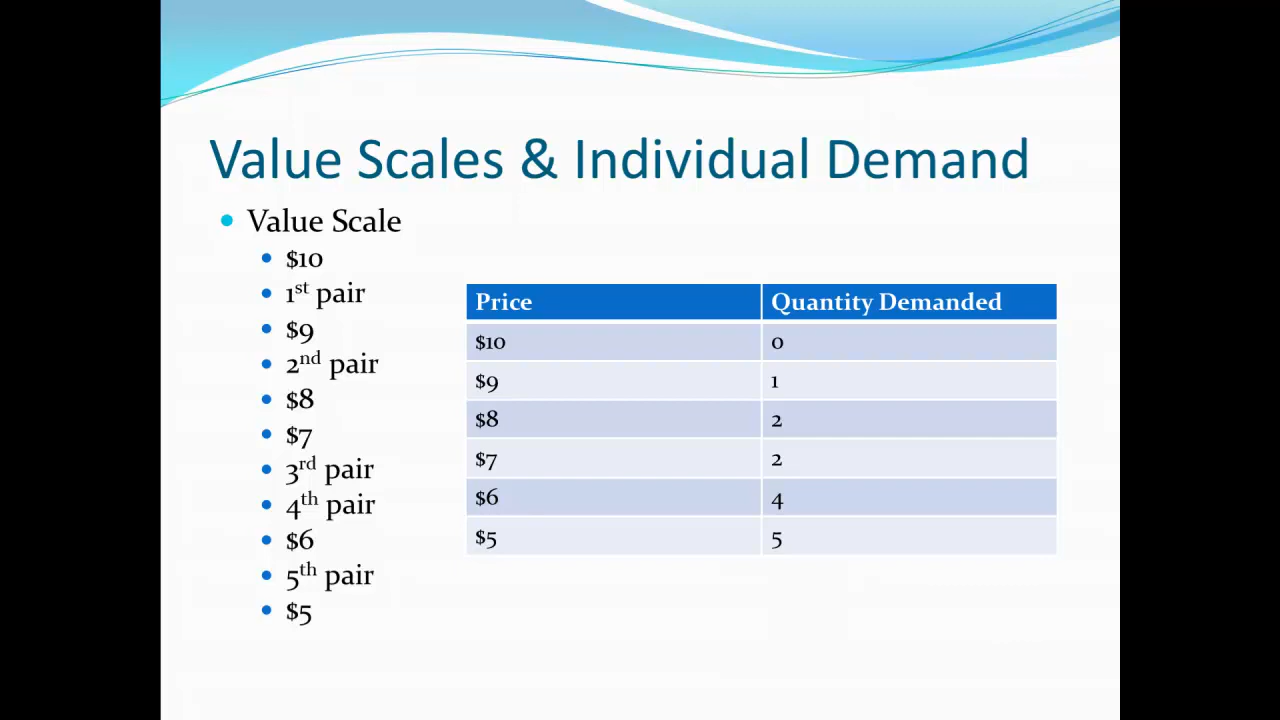 Value Scales & Individual Demand
• Value Scale
• $10
• 1st pair
• $9
• 2nd pair
• $8
• $7
• 3rd pair
• 4th pair
• $6
• 5th pair
• $5
Price Quantity Demanded
$10 0
$9 1
$8 2
$7 2
$6 4
$5 5